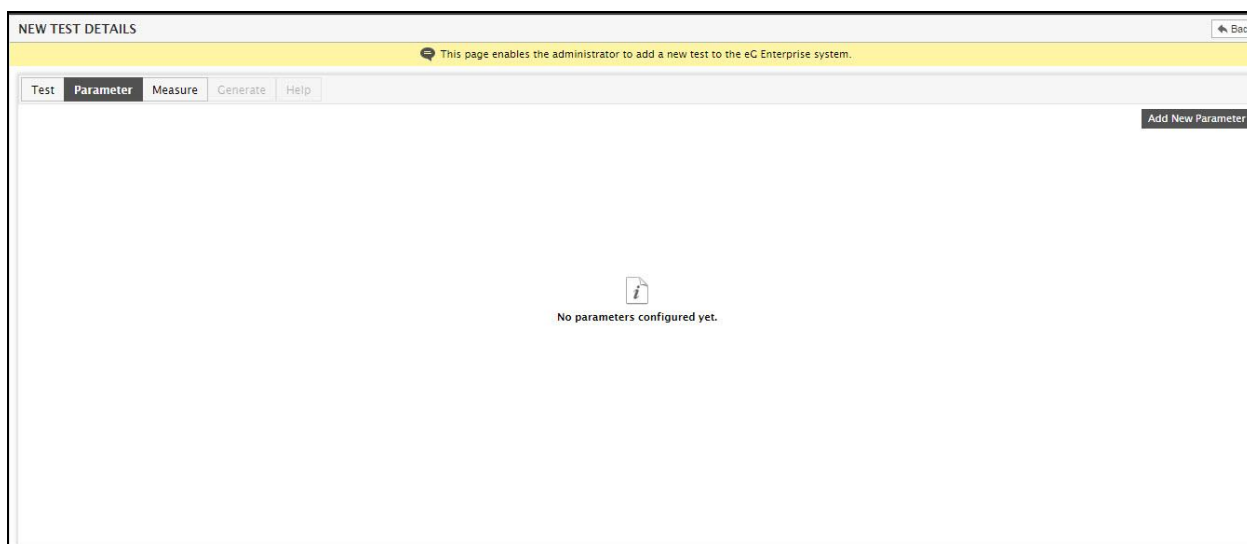 NEW TEST DETAILS
Bac
This page enables the administrator to add a new test to the eG Enterprise system.
Test Parameter Measure Generate Help
Add New Parameter
i
No parameters configured yet.